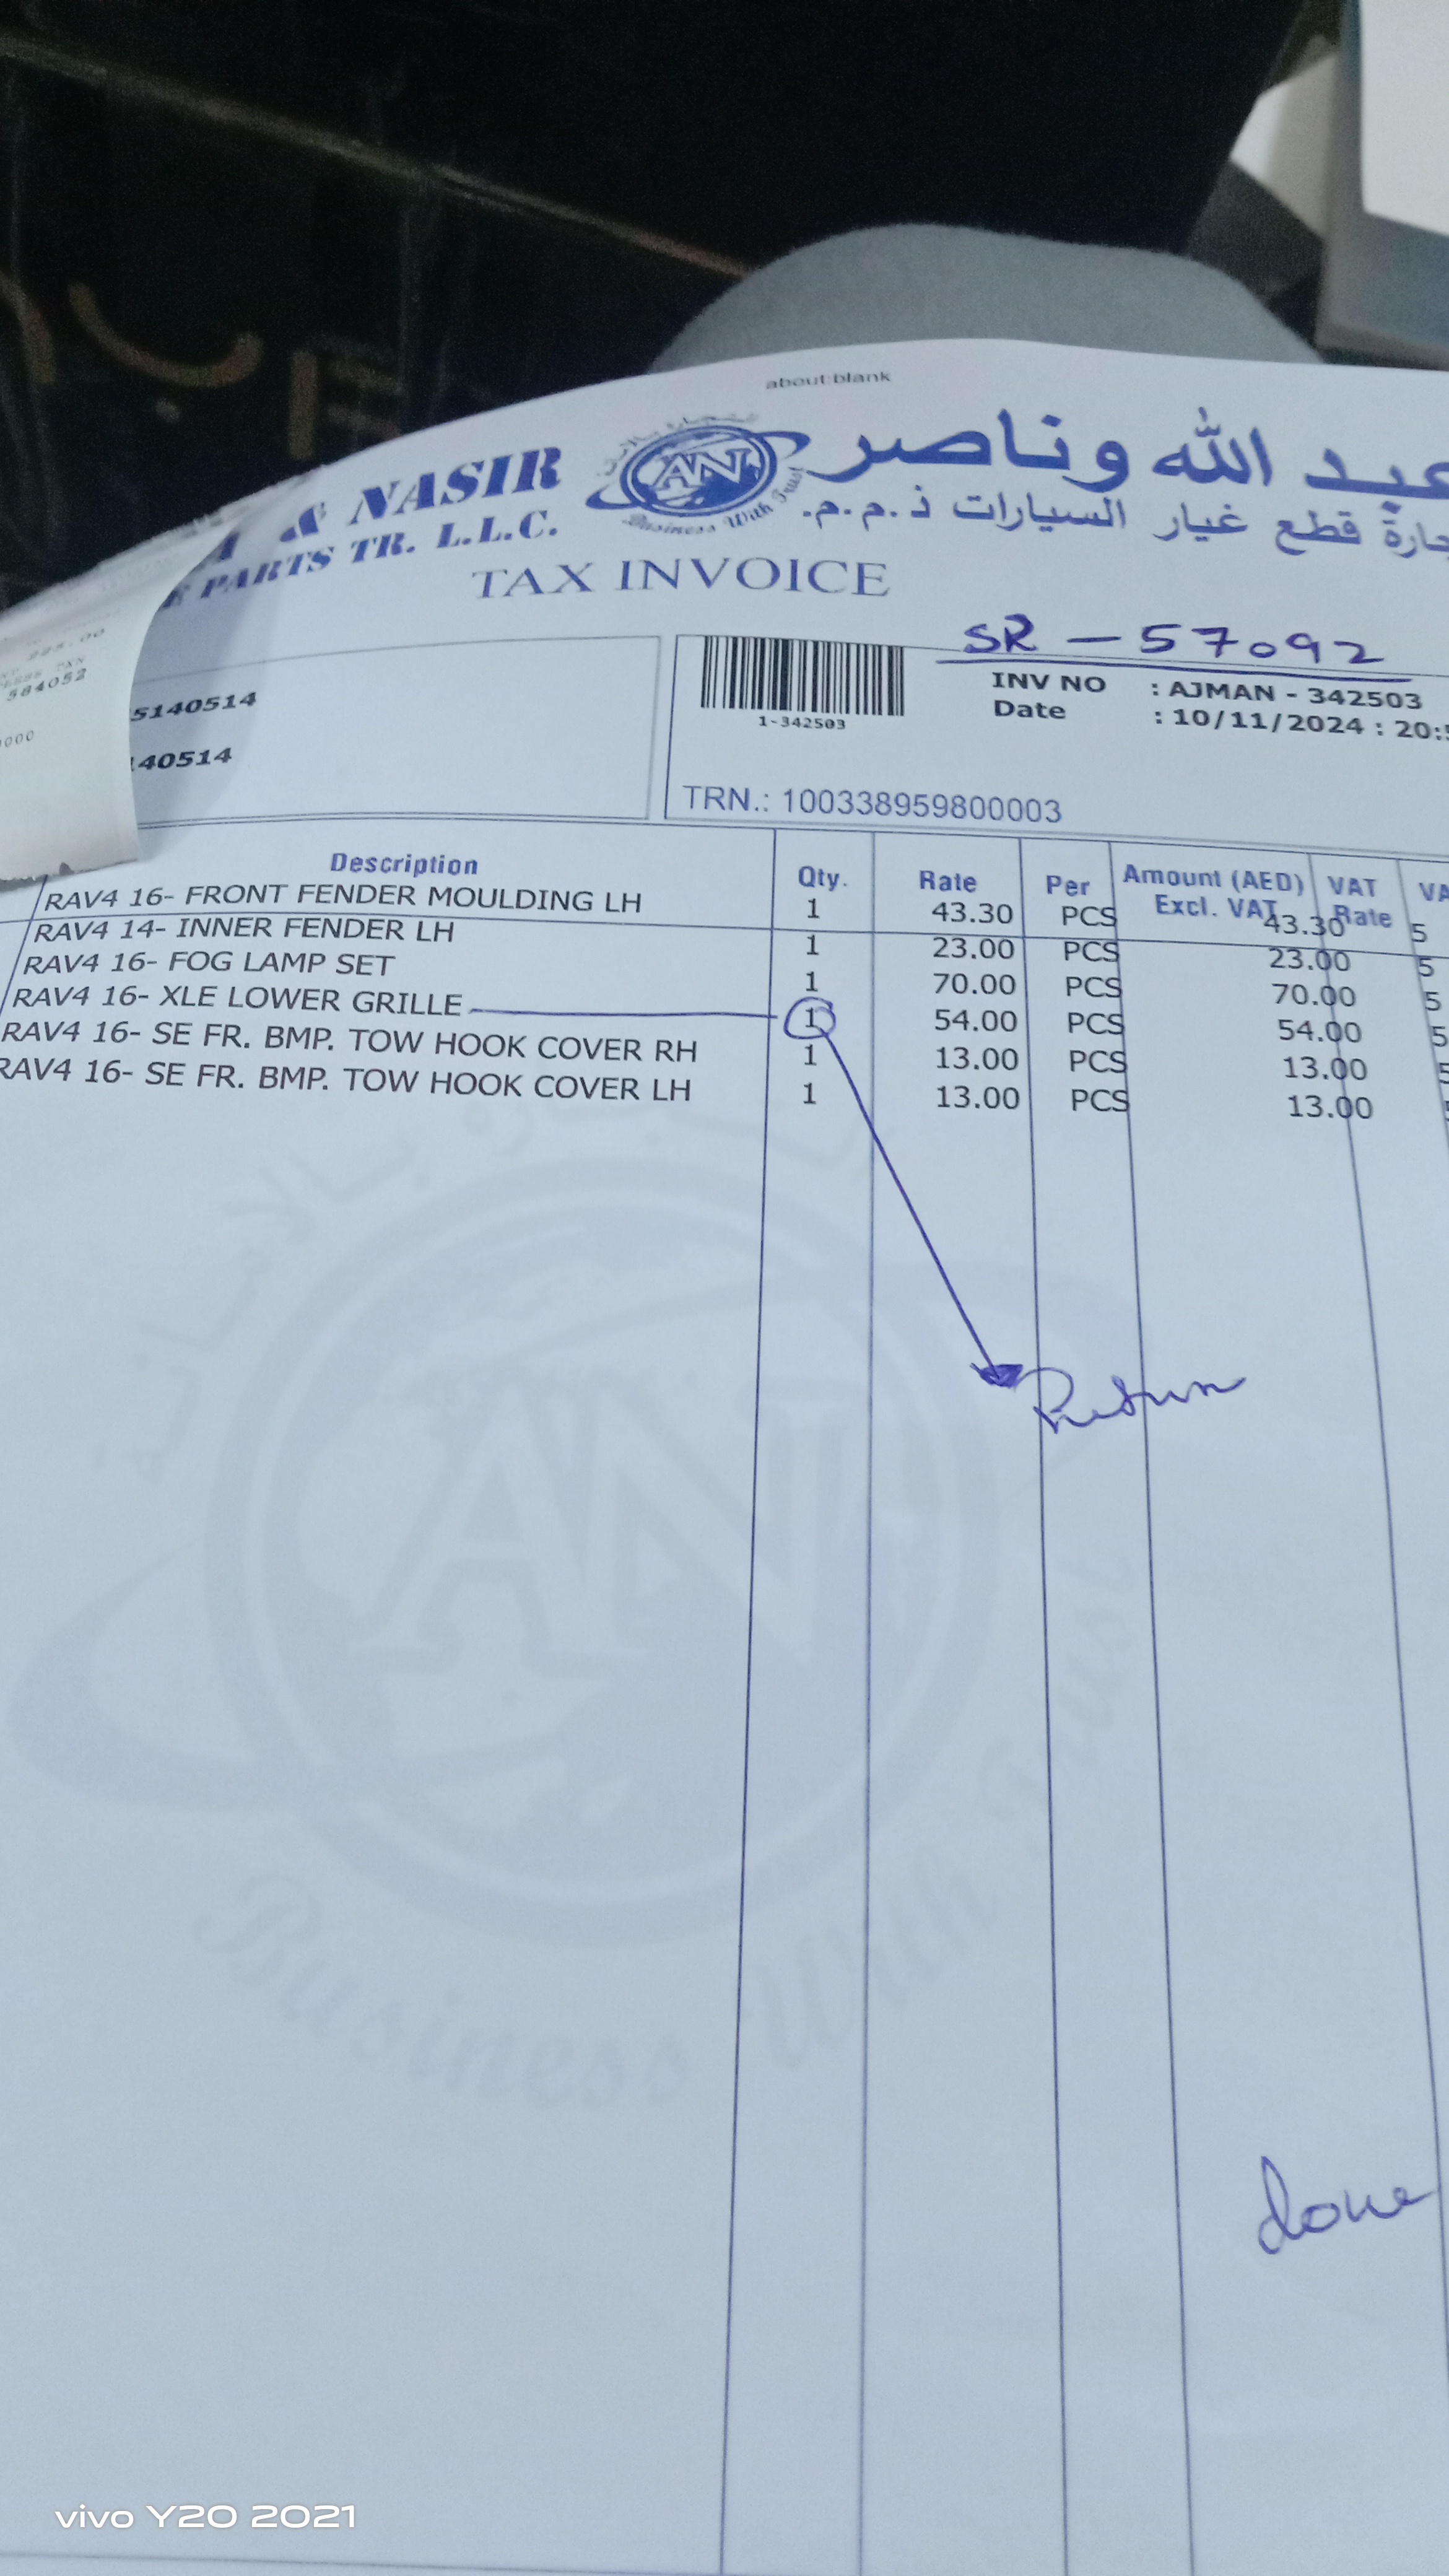 about:blank
& NASIR
عبد الله وناصر
PARTS TR. L.L.C.
قطع غيار السيارات ذ.م.م.
AN
Business With Trust
TAX INVOICE
SR - 57092
INV NO : AJMAN - 342503
Date : 10/11/2024 : 20:
1-342503
TRN.: 100338959800003
584052
5140514
40514
Description Qty. Rate Per Amount (AED) Excl. VAT VAT Rate VA
RAV4 16- FRONT FENDER MOULDING LH 1 43.30 PCS 43.30 5
RAV4 14- INNER FENDER LH 1 23.00 PCS 23.00 5
RAV4 16- FOG LAMP SET 1 70.00 PCS 70.00 5
RAV4 16- XLE LOWER GRILLE 1 54.00 PCS 54.00 5
RAV4 16- SE FR. BMP. TOW HOOK COVER RH 1 13.00 PCS 13.00 5
RAV4 16- SE FR. BMP. TOW HOOK COVER LH 1 13.00 PCS 13.00
Return
AN
Business With Trust
done
vivo Y20 2021